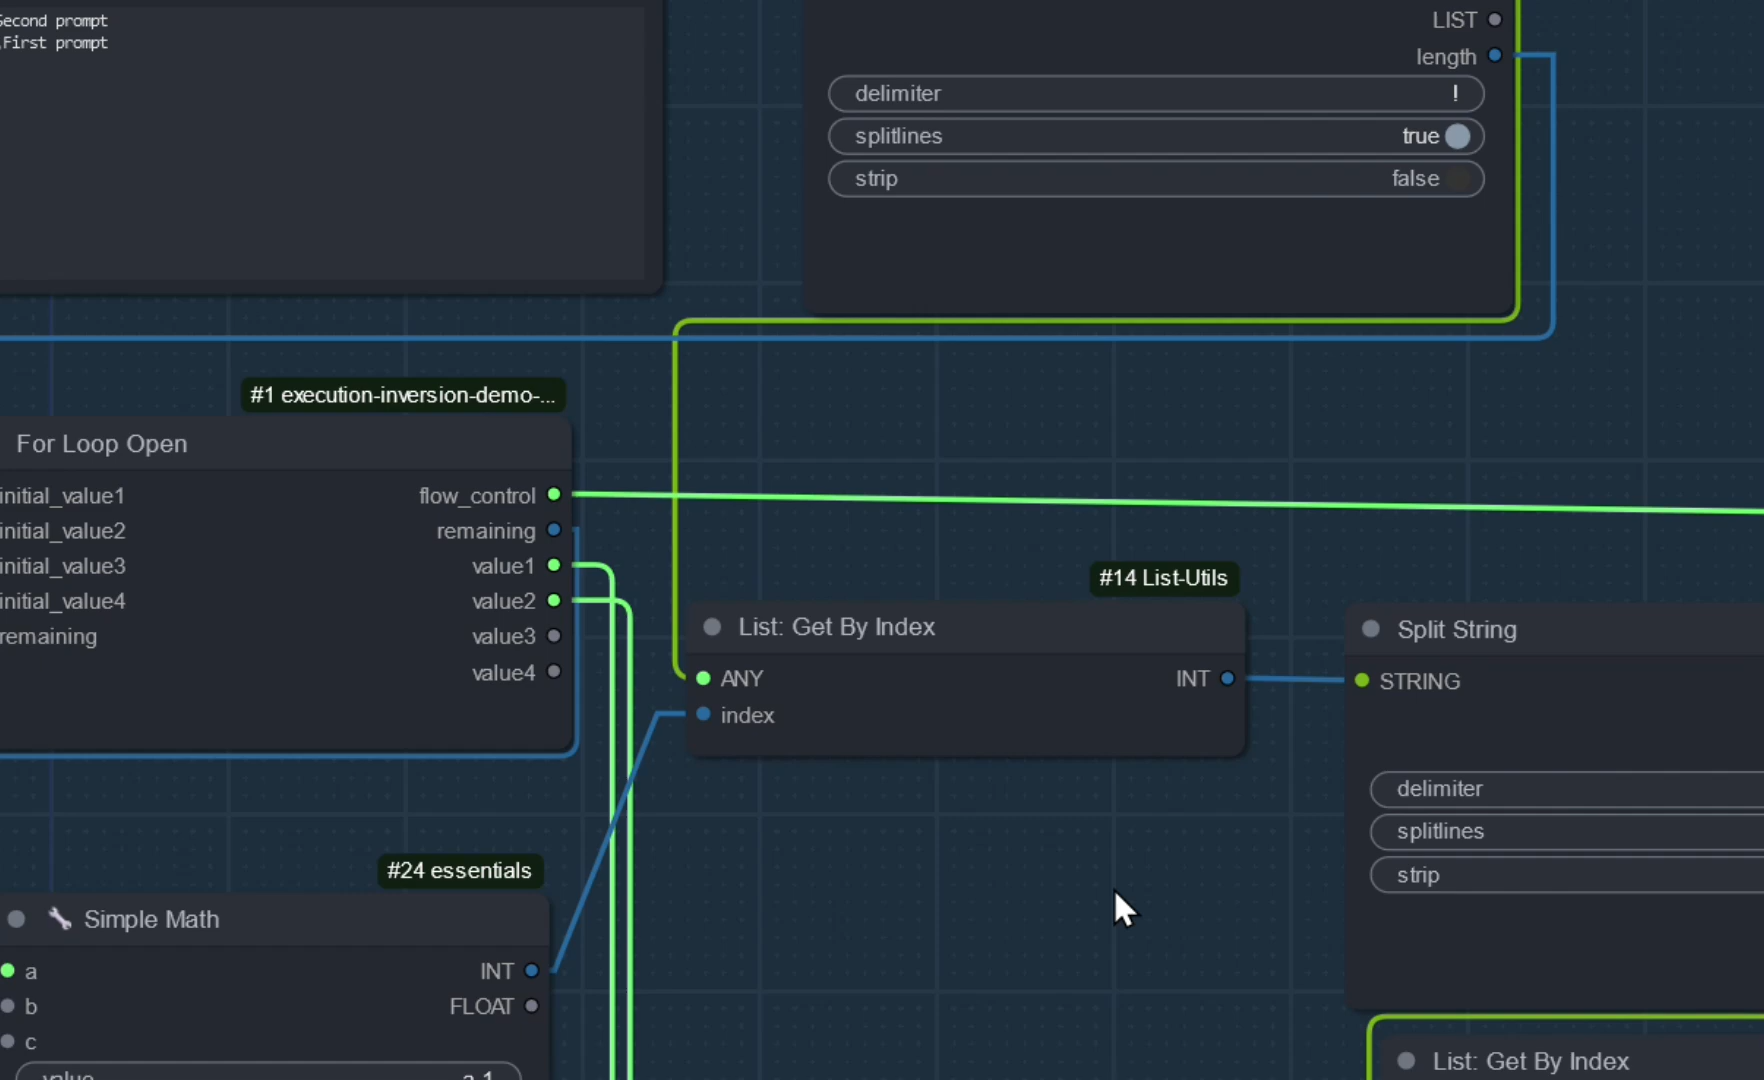 Second prompt
,First prompt
LIST
length
delimiter !
splitlines true
strip false
#1 execution-inversion-demo-...
For Loop Open
initial_value1 flow_control
initial_value2 remaining
initial_value3 value1
initial_value4 value2
remaining value3
value4
#14 List-Utils
List: Get By Index
ANY INT
index
Split String
STRING
delimiter
splitlines
strip
#24 essentials
Simple Math
a INT
b FLOAT
c
value a-1
List: Get By Index